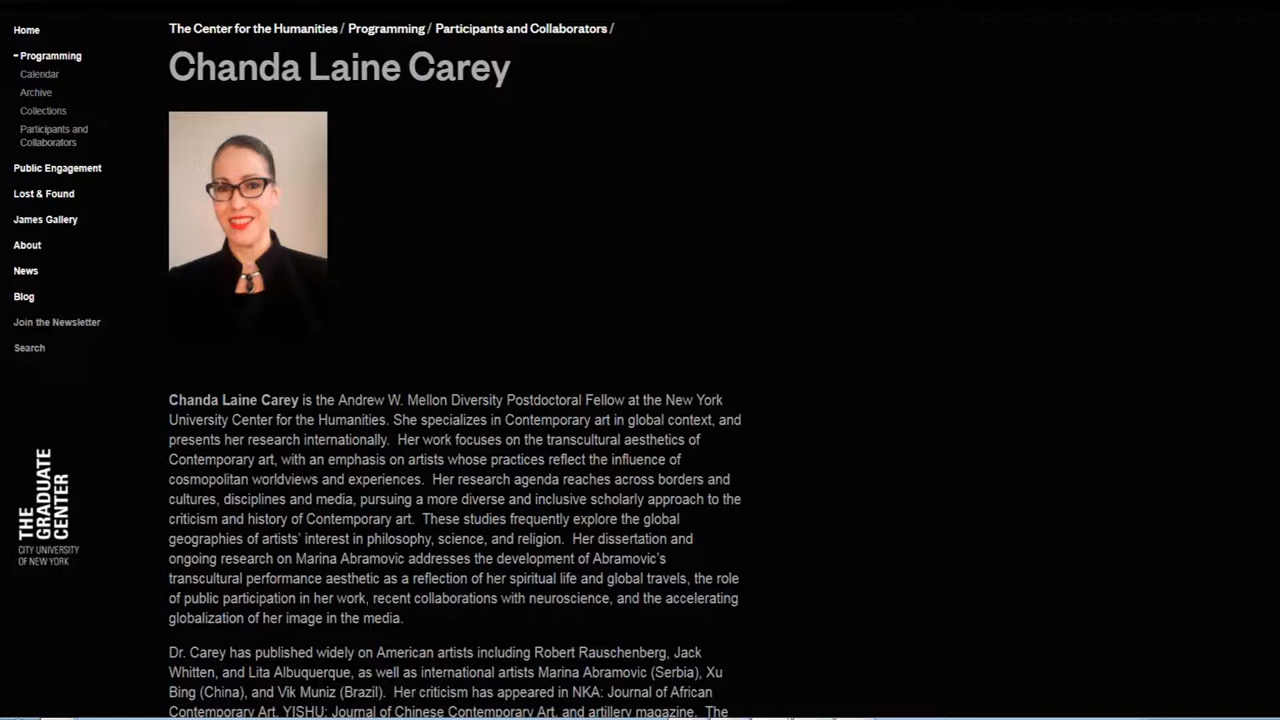 Home
Programming
Calendar
Archive
Collections
Participants and
Collaborators
Public Engagement
Lost & Found
James Gallery
About
News
Blog
Join the Newsletter
Search
THE
GRADUATE
CENTER
CITY UNIVERSITY
OF NEW YORK
The Center for the Humanities / Programming / Participants and Collaborators /
Chanda Laine Carey
Chanda Laine Carey is the Andrew W. Mellon Diversity Postdoctoral Fellow at the New York
University Center for the Humanities. She specializes in Contemporary art in global context, and
presents her research internationally. Her work focuses on the transcultural aesthetics of
Contemporary art, with an emphasis on artists whose practices reflect the influence of
cosmopolitan worldviews and experiences. Her research agenda reaches across borders and
cultures, disciplines and media, pursuing a more diverse and inclusive scholarly approach to the
criticism and history of Contemporary art. These studies frequently explore the global
geographies of artists' interest in philosophy, science, and religion. Her dissertation and
ongoing research on Marina Abramovic addresses the development of Abramovic's
transcultural performance aesthetic as a reflection of her spiritual life and global travels, the role
of public participation in her work, recent collaborations with neuroscience, and the accelerating
globalization of her image in the media.
Dr. Carey has published widely on American artists including Robert Rauschenberg, Jack
Whitten, and Lita Albuquerque, as well as international artists Marina Abramovic (Serbia), Xu
Bing (China), and Vik Muniz (Brazil). Her criticism has appeared in NKA: Journal of African
Contemporary Art, YISHU: Journal of Chinese Contemporary Art, and artillery magazine. The